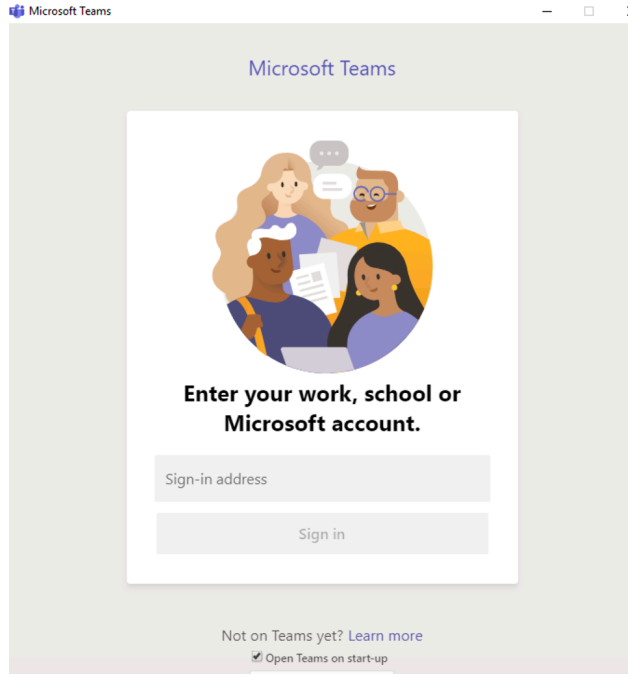 Microsoft Teams
Microsoft Teams
Enter your work, school or
Microsoft account.
Sign-in address
Sign in
Not on Teams yet? Learn more
Open Teams on start-up